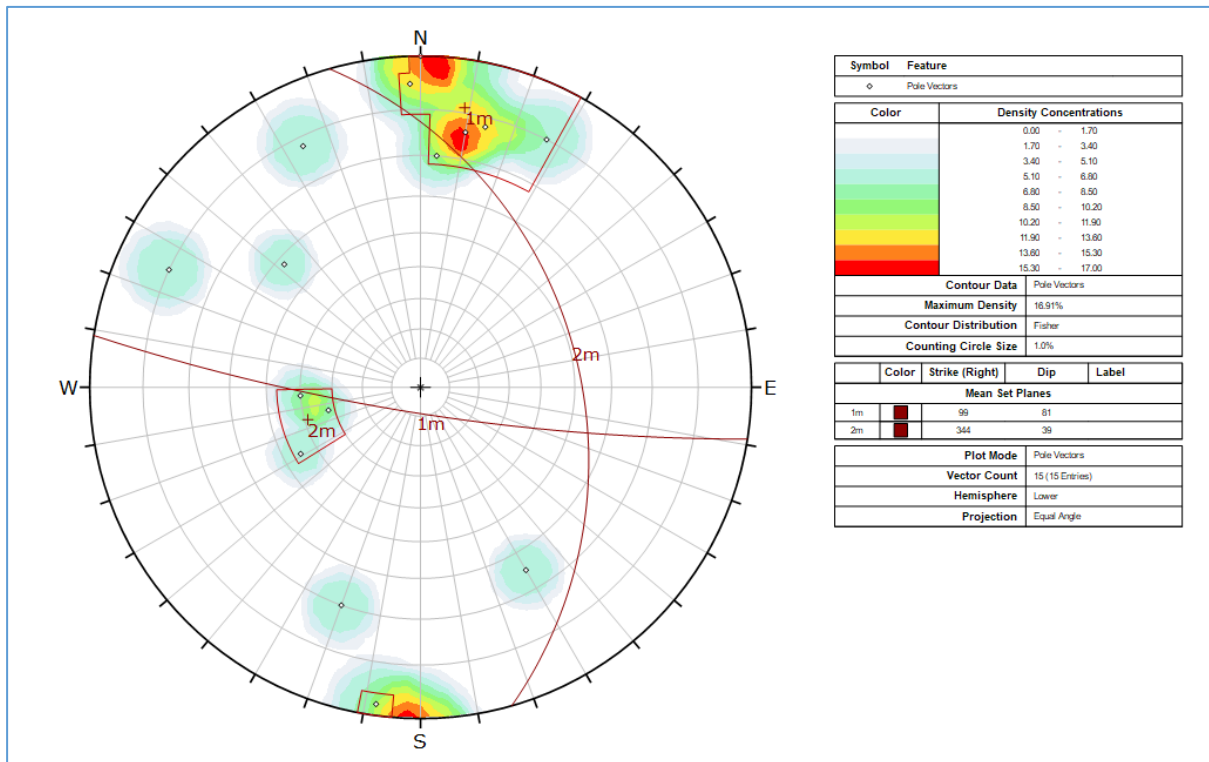 N
1m
2m
W
E
2m
1m
S
Symbol Feature
Pole Vectors
Color Density Concentrations
0.00 - 1.70
1.70 - 3.40
3.40 - 5.10
5.10 - 6.80
6.80 - 8.50
8.50 - 10.20
10.20 - 11.90
11.90 - 13.60
13.60 - 15.30
15.30 - 17.00
Contour Data Pole Vectors
Maximum Density 16.91%
Contour Distribution Fisher
Counting Circle Size 1.0%
Color Strike (Right) Dip Label
Mean Set Planes
1m 99 81
2m 344 39
Plot Mode Pole Vectors
Vector Count 15 (15 Entries)
Hemisphere Lower
Projection Equal Angle